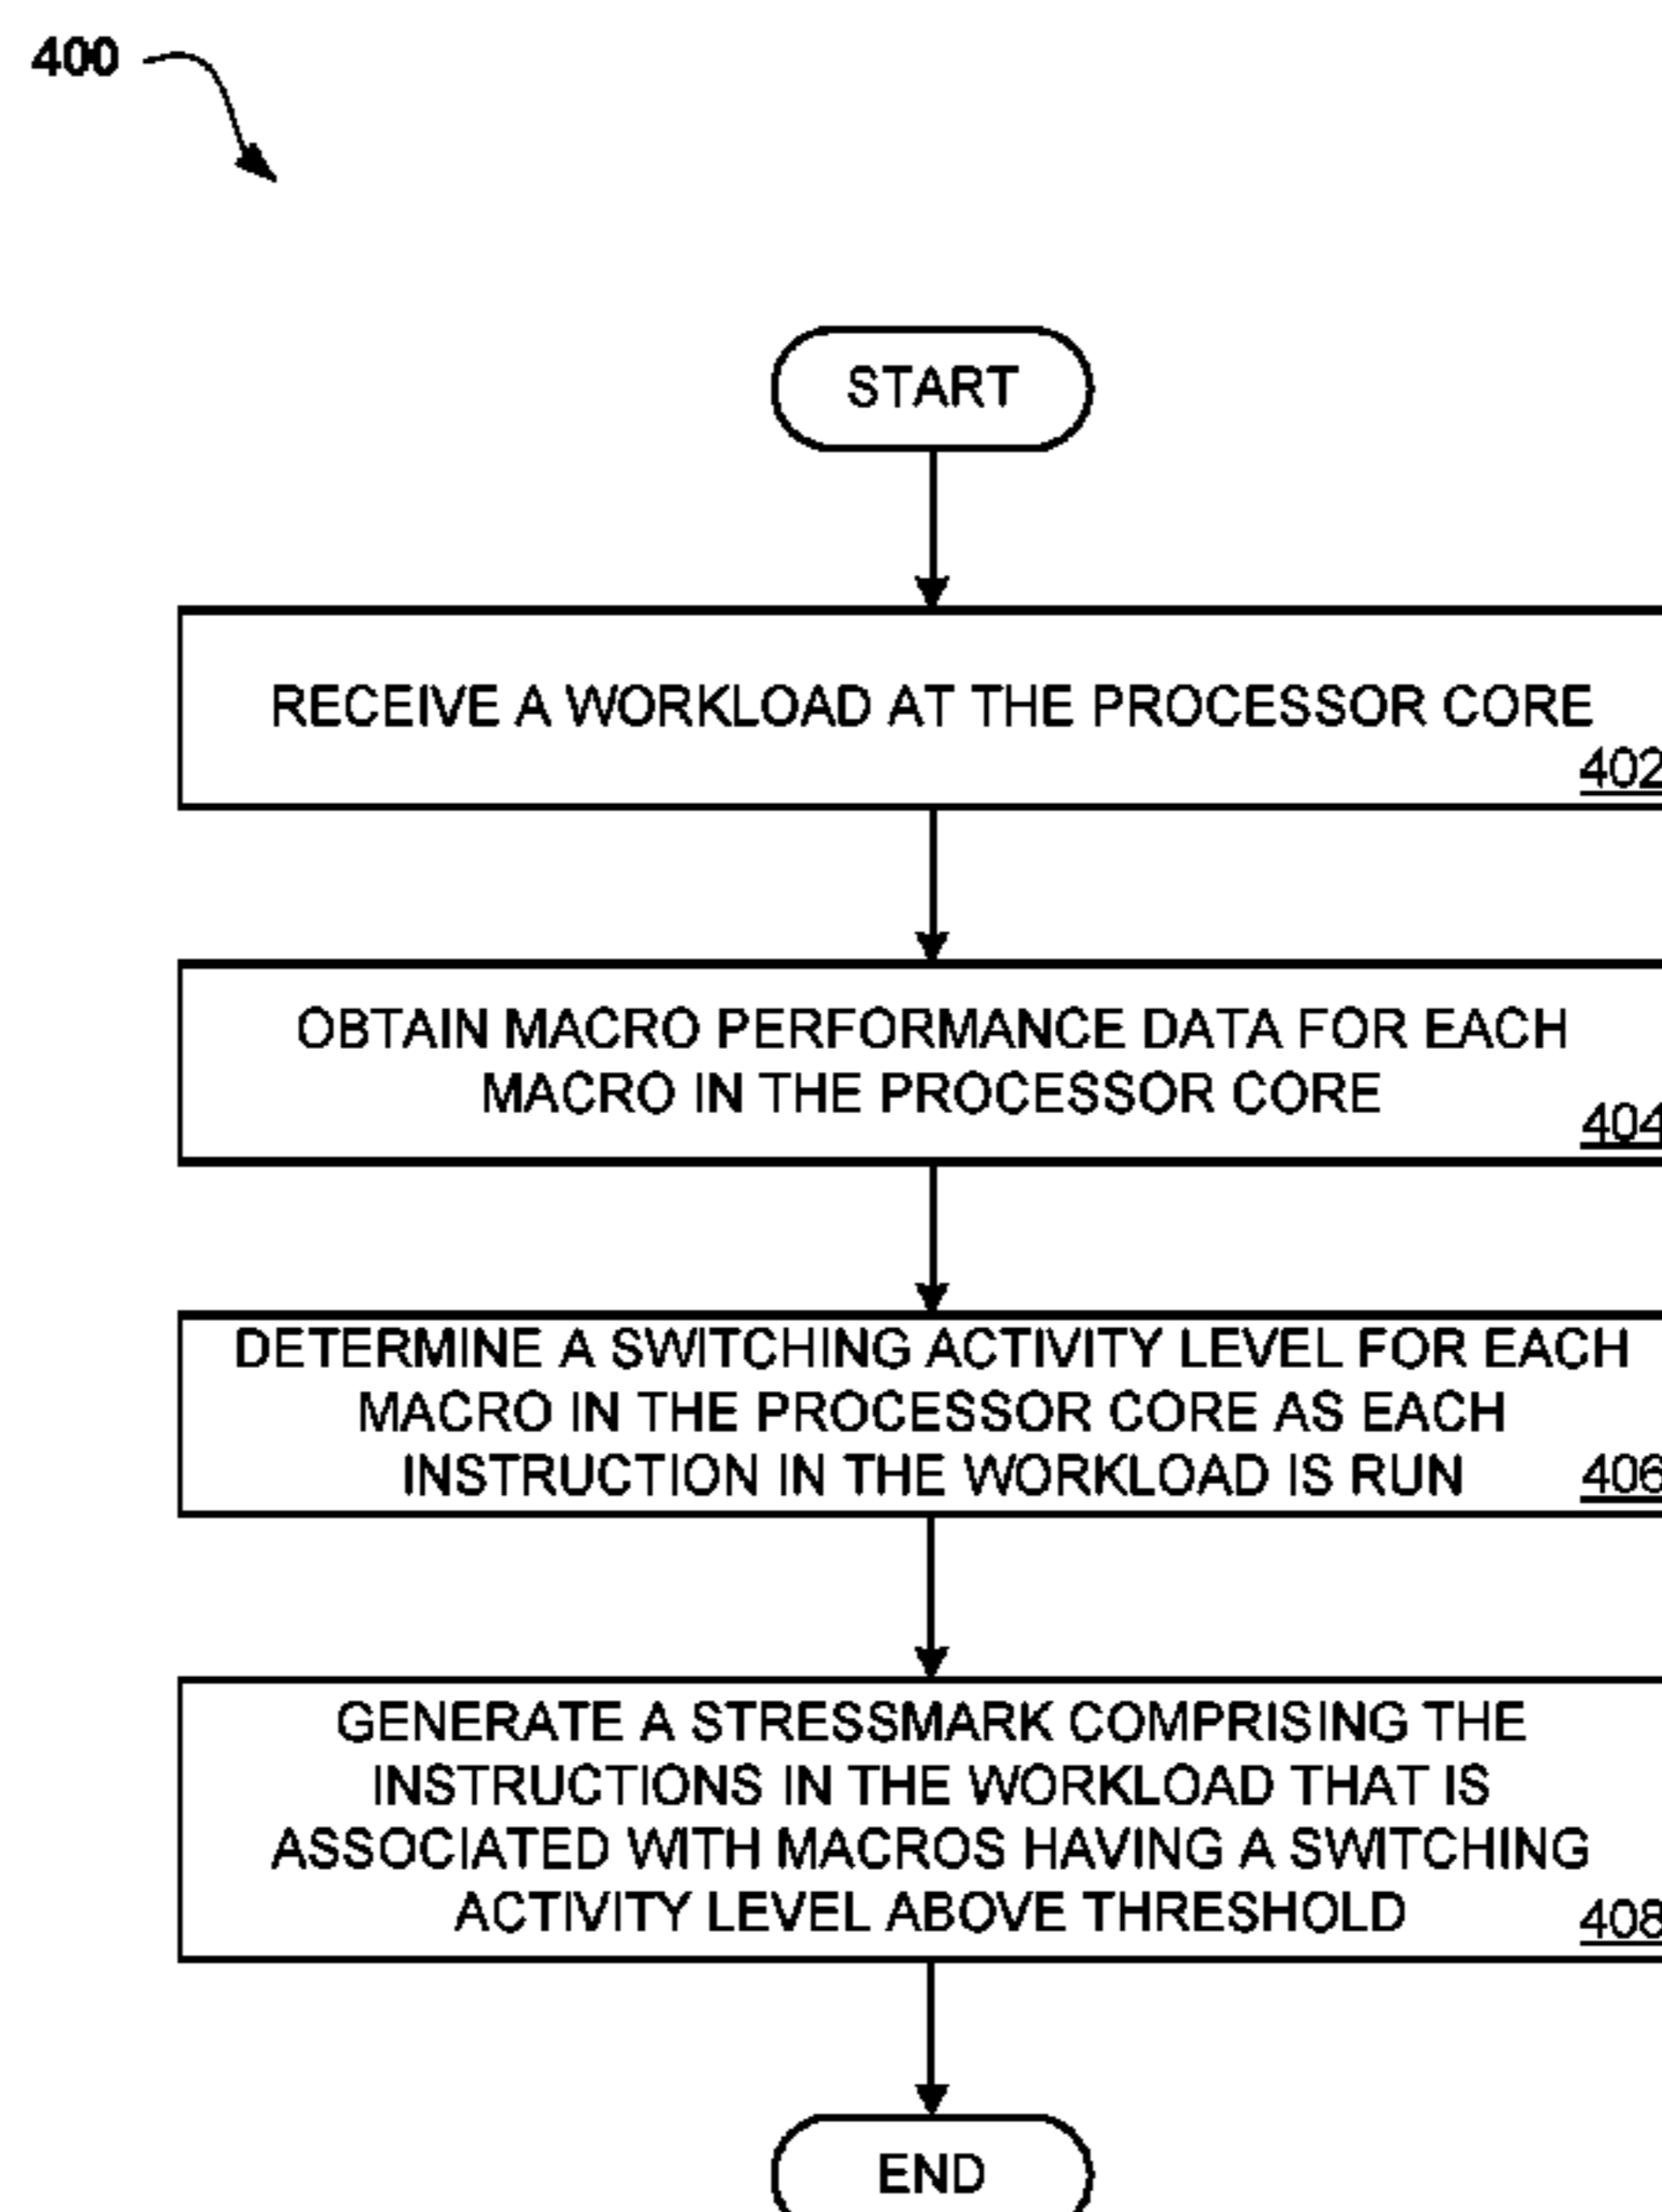 400
START
RECEIVE A WORKLOAD AT THE PROCESSOR CORE
402
OBTAIN MACRO PERFORMANCE DATA FOR EACH
MACRO IN THE PROCESSOR CORE
404
DETERMINE A SWITCHING ACTIVITY LEVEL FOR EACH
MACRO IN THE PROCESSOR CORE AS EACH
INSTRUCTION IN THE WORKLOAD IS RUN
406
GENERATE A STRESSMARK COMPRISING THE
INSTRUCTIONS IN THE WORKLOAD THAT IS
ASSOCIATED WITH MACROS HAVING A SWITCHING
ACTIVITY LEVEL ABOVE THRESHOLD
408
END